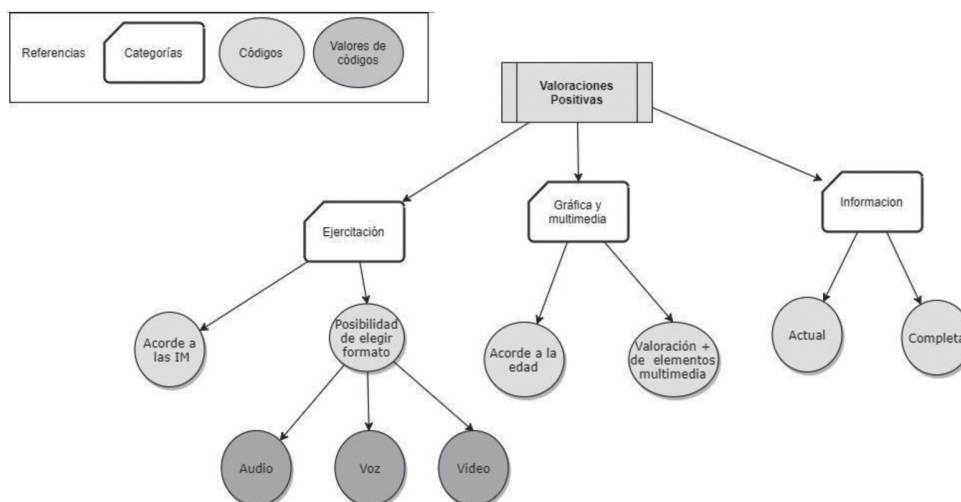 Referencias
Categorías
Códigos
Valores de
códigos
Valoraciones
Positivas
Ejercitación
Gráfica y
multimedia
Informacion
Acorde a
las IM
Posibilidad
de elegir
formato
Acorde a la
edad
Valoración +
de elementos
multimedia
Actual
Completa
Audio
Voz
Video